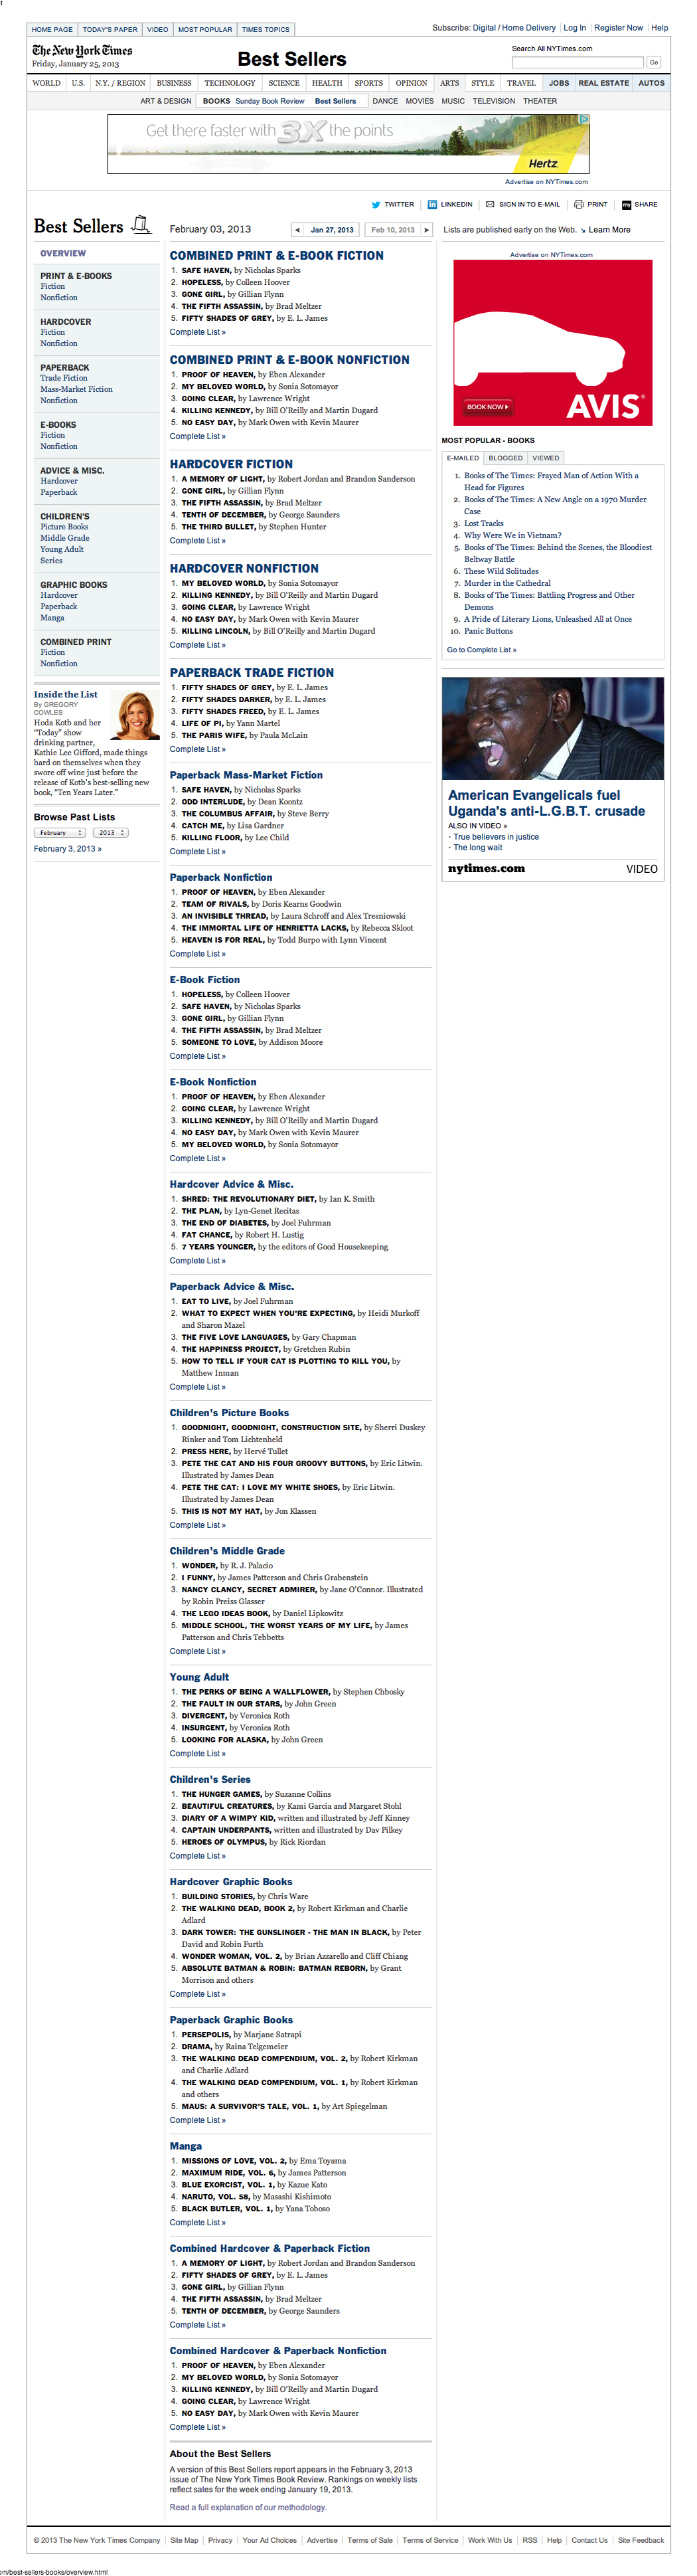 t
HOME PAGE TODAY'S PAPER VIDEO MOST POPULAR TIMES TOPICS
Subscribe: Digital / Home Delivery Log In Register Now Help
The New York Times
Friday, January 25, 2013
Best Sellers
Search All NYTimes.com
Go
WORLD U.S. N.Y. / REGION BUSINESS TECHNOLOGY SCIENCE HEALTH SPORTS OPINION ARTS STYLE TRAVEL JOBS REAL ESTATE AUTOS
ART & DESIGN BOOKS Sunday Book Review Best Sellers DANCE MOVIES MUSIC TELEVISION THEATER
Get there faster with 3X the points
Hertz.
Advertise on NYTimes.com
TWITTER LINKEDIN SIGN IN TO E-MAIL PRINT SHARE
Best Sellers
February 03, 2013
Jan 27, 2013 Feb 10, 2013
Lists are published early on the Web. Learn More
OVERVIEW
PRINT & E-BOOKS
Fiction
Nonfiction
HARDCOVER
Fiction
Nonfiction
PAPERBACK
Trade Fiction
Mass-Market Fiction
Nonfiction
E-BOOKS
Fiction
Nonfiction
ADVICE & MISC.
Hardcover
Paperback
CHILDREN'S
Picture Books
Middle Grade
Young Adult
Series
GRAPHIC BOOKS
Hardcover
Paperback
Manga
COMBINED PRINT
Fiction
Nonfiction
Inside the List
By GREGORY
COWLES
Hoda Kotb and her
"Today" show
drinking partner,
Kathie Lee Gifford, made things
hard on themselves when they
swore off wine just before the
release of Kotb's best-selling new
book, "Ten Years Later."
Browse Past Lists
February 2013
February 3, 2013 »
COMBINED PRINT & E-BOOK FICTION
1. SAFE HAVEN, by Nicholas Sparks
2. HOPELESS, by Colleen Hoover
3. GONE GIRL, by Gillian Flynn
4. THE FIFTH ASSASSIN, by Brad Meltzer
5. FIFTY SHADES OF GREY, by E. L. James
Complete List »
COMBINED PRINT & E-BOOK NONFICTION
1. PROOF OF HEAVEN, by Eben Alexander
2. MY BELOVED WORLD, by Sonia Sotomayor
3. GOING CLEAR, by Lawrence Wright
4. KILLING KENNEDY, by Bill O'Reilly and Martin Dugard
5. NO EASY DAY, by Mark Owen with Kevin Maurer
Complete List »
HARDCOVER FICTION
1. A MEMORY OF LIGHT, by Robert Jordan and Brandon Sanderson
2. GONE GIRL, by Gillian Flynn
3. THE FIFTH ASSASSIN, by Brad Meltzer
4. TENTH OF DECEMBER, by George Saunders
5. THE THIRD BULLET, by Stephen Hunter
Complete List »
HARDCOVER NONFICTION
1. MY BELOVED WORLD, by Sonia Sotomayor
2. KILLING KENNEDY, by Bill O'Reilly and Martin Dugard
3. GOING CLEAR, by Lawrence Wright
4. NO EASY DAY, by Mark Owen with Kevin Maurer
5. KILLING LINCOLN, by Bill O'Reilly and Martin Dugard
Complete List »
PAPERBACK TRADE FICTION
1. FIFTY SHADES OF GREY, by E. L. James
2. FIFTY SHADES DARKER, by E. L. James
3. FIFTY SHADES FREED, by E. L. James
4. LIFE OF PI, by Yann Martel
5. THE PARIS WIFE, by Paula McLain
Complete List »
Paperback Mass-Market Fiction
1. SAFE HAVEN, by Nicholas Sparks
2. ODD INTERLUDE, by Dean Koontz
3. THE COLUMBUS AFFAIR, by Steve Berry
4. CATCH ME, by Lisa Gardner
5. KILLING FLOOR, by Lee Child
Complete List »
Paperback Nonfiction
1. PROOF OF HEAVEN, by Eben Alexander
2. TEAM OF RIVALS, by Doris Kearns Goodwin
3. AN INVISIBLE THREAD, by Laura Schroff and Alex Tresniowski
4. THE IMMORTAL LIFE OF HENRIETTA LACKS, by Rebecca Skloot
5. HEAVEN IS FOR REAL, by Todd Burpo with Lynn Vincent
Complete List »
E-Book Fiction
1. HOPELESS, by Colleen Hoover
2. SAFE HAVEN, by Nicholas Sparks
3. GONE GIRL, by Gillian Flynn
4. THE FIFTH ASSASSIN, by Brad Meltzer
5. SOMEONE TO LOVE, by Addison Moore
Complete List »
E-Book Nonfiction
1. PROOF OF HEAVEN, by Eben Alexander
2. GOING CLEAR, by Lawrence Wright
3. KILLING KENNEDY, by Bill O'Reilly and Martin Dugard
4. NO EASY DAY, by Mark Owen with Kevin Maurer
5. MY BELOVED WORLD, by Sonia Sotomayor
Complete List »
Hardcover Advice & Misc.
1. SHRED: THE REVOLUTIONARY DIET, by Ian K. Smith
2. THE PLAN, by Lyn-Genet Recitas
3. THE END OF DIABETES, by Joel Fuhrman
4. FAT CHANCE, by Robert H. Lustig
5. 7 YEARS YOUNGER, by the editors of Good Housekeeping
Complete List »
Paperback Advice & Misc.
1. EAT TO LIVE, by Joel Fuhrman
2. WHAT TO EXPECT WHEN YOU'RE EXPECTING, by Heidi Murkoff
and Sharon Mazel
3. THE FIVE LOVE LANGUAGES, by Gary Chapman
4. THE HAPPINESS PROJECT, by Gretchen Rubin
5. HOW TO TELL IF YOUR CAT IS PLOTTING TO KILL YOU, by
Matthew Inman
Complete List »
Children's Picture Books
1. GOODNIGHT, GOODNIGHT, CONSTRUCTION SITE, by Sherri Duskey
Rinker and Tom Lichtenheld
2. PRESS HERE, by Hervé Tullet
3. PETE THE CAT AND HIS FOUR GROOVY BUTTONS, by Eric Litwin.
Illustrated by James Dean
4. PETE THE CAT: I LOVE MY WHITE SHOES, by Eric Litwin.
Illustrated by James Dean
5. THIS IS NOT MY HAT, by Jon Klassen
Complete List »
Children's Middle Grade
1. WONDER, by R. J. Palacio
2. I FUNNY, by James Patterson and Chris Grabenstein
3. NANCY CLANCY, SECRET ADMIRER, by Jane O'Connor. Illustrated
by Robin Preiss Glasser
4. THE LEGO IDEAS BOOK, by Daniel Lipkowitz
5. MIDDLE SCHOOL, THE WORST YEARS OF MY LIFE, by James
Patterson and Chris Tebbetts
Complete List »
Young Adult
1. THE PERKS OF BEING A WALLFLOWER, by Stephen Chbosky
2. THE FAULT IN OUR STARS, by John Green
3. DIVERGENT, by Veronica Roth
4. INSURGENT, by Veronica Roth
5. LOOKING FOR ALASKA, by John Green
Complete List »
Children's Series
1. THE HUNGER GAMES, by Suzanne Collins
2. BEAUTIFUL CREATURES, by Kami Garcia and Margaret Stohl
3. DIARY OF A WIMPY KID, written and illustrated by Jeff Kinney
4. CAPTAIN UNDERPANTS, written and illustrated by Dav Pilkey
5. HEROES OF OLYMPUS, by Rick Riordan
Complete List »
Hardcover Graphic Books
1. BUILDING STORIES, by Chris Ware
2. THE WALKING DEAD, BOOK 2, by Robert Kirkman and Charlie
Adlard
3. DARK TOWER: THE GUNSLINGER - THE MAN IN BLACK, by Peter
David and Robin Furth
4. WONDER WOMAN, VOL. 2, by Brian Azzarello and Cliff Chiang
5. ABSOLUTE BATMAN & ROBIN: BATMAN REBORN, by Grant
Morrison and others
Complete List »
Paperback Graphic Books
1. PERSEPOLIS, by Marjane Satrapi
2. DRAMA, by Raina Telgemeier
3. THE WALKING DEAD COMPENDIUM, VOL. 2, by Robert Kirkman
and Charlie Adlard
4. THE WALKING DEAD COMPENDIUM, VOL. 1, by Robert Kirkman
and others
5. MAUS: A SURVIVOR'S TALE, VOL. 1, by Art Spiegelman
Complete List »
Manga
1. MISSIONS OF LOVE, VOL. 2, by Ema Toyama
2. MAXIMUM RIDE, VOL. 6, by James Patterson
3. BLUE EXORCIST, VOL. 1, by Kazue Kato
4. NARUTO, VOL. 58, by Masashi Kishimoto
5. BLACK BUTLER, VOL. 1, by Yana Toboso
Complete List »
Combined Hardcover & Paperback Fiction
1. A MEMORY OF LIGHT, by Robert Jordan and Brandon Sanderson
2. FIFTY SHADES OF GREY, by E. L. James
3. GONE GIRL, by Gillian Flynn
4. THE FIFTH ASSASSIN, by Brad Meltzer
5. TENTH OF DECEMBER, by George Saunders
Complete List »
Combined Hardcover & Paperback Nonfiction
1. PROOF OF HEAVEN, by Eben Alexander
2. MY BELOVED WORLD, by Sonia Sotomayor
3. KILLING KENNEDY, by Bill O'Reilly and Martin Dugard
4. GOING CLEAR, by Lawrence Wright
5. NO EASY DAY, by Mark Owen with Kevin Maurer
Complete List »
About the Best Sellers
A version of this Best Sellers report appears in the February 3, 2013
issue of The New York Times Book Review. Rankings on weekly lists
reflect sales for the week ending January 19, 2013.
Read a full explanation of our methodology.
Advertise on NYTimes.com
BOOK NOW
AVIS
MOST POPULAR - BOOKS
E-MAILED BLOGGED VIEWED
1. Books of The Times: Frayed Man of Action With a
Head for Figures
2. Books of The Times: A New Angle on a 1970 Murder
Case
3. Lost Tracks
4. Why Were We in Vietnam?
5. Books of The Times: Behind the Scenes, the Bloodiest
Beltway Battle
6. These Wild Solitudes
7. Murder in the Cathedral
8. Books of The Times: Battling Progress and Other
Demons
9. A Pride of Literary Lions, Unleashed All at Once
10. Panic Buttons
Go to Complete List »
American Evangelicals fuel
Uganda's anti-L.G.B.T. crusade
ALSO IN VIDEO »
· True believers in justice
· The long wait
nytimes.com VIDEO
© 2013 The New York Times Company Site Map Privacy Your Ad Choices Advertise Terms of Sale Terms of Service Work With Us RSS Help Contact Us Site Feedback
om/best-sellers-books/overview.html